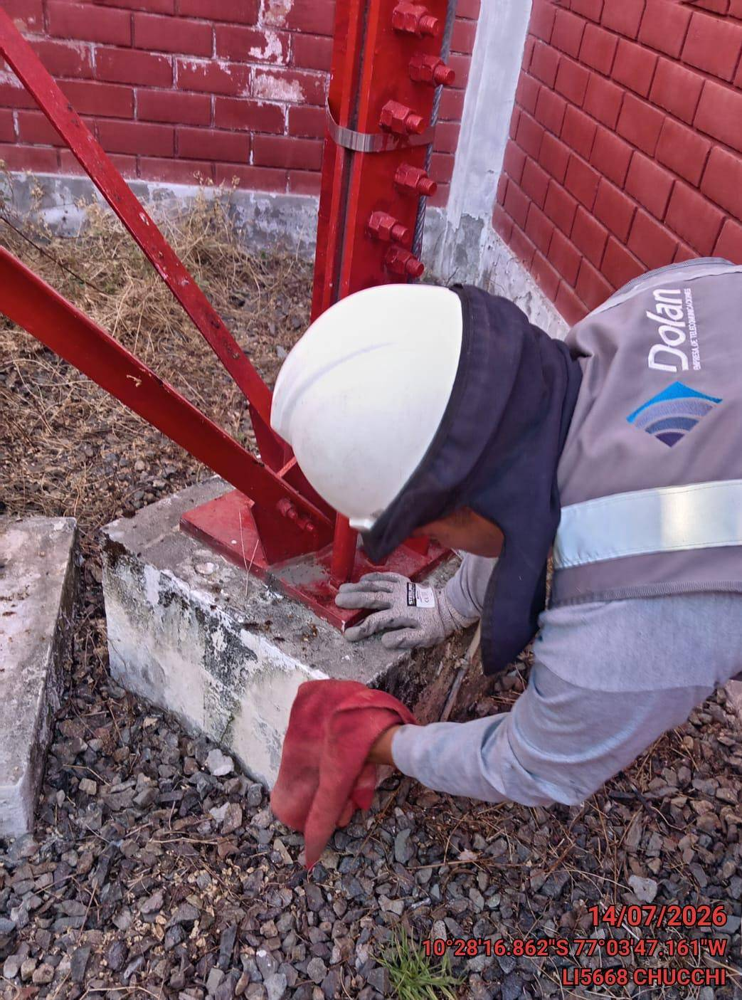 Dolan
EMPRESA DE TELECOMUNICACIONES
14/07/2026
10°28'16.862"S 77°03'47.161"W
LI5668 CHUCCHI